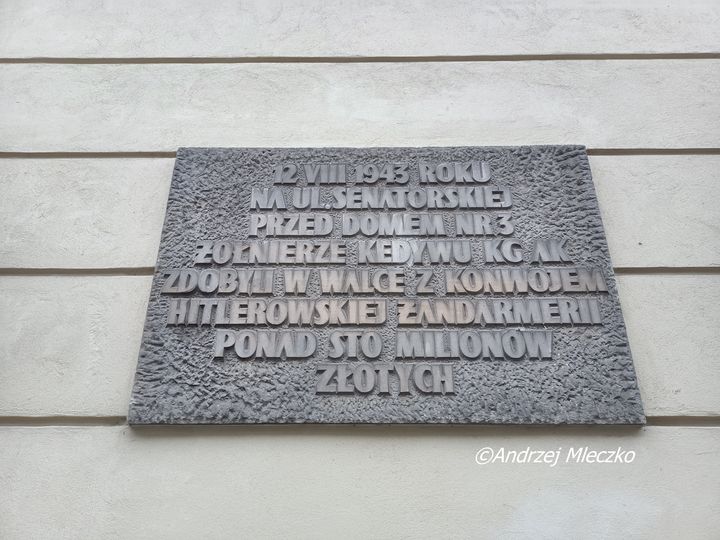 12 VIII 1943 ROKU
NA UL.SENATORSKIEJ
PRZED DOMEM NR 3
ŻOŁNIERZE KEDYWU KG AK
ZDOBYLI W WALCE Z KONWOJEM
HITLEROWSKIEJ ŻANDARMERII
PONAD STO MILIONÓW
ZŁOTYCH
©Andrzej Mleczko